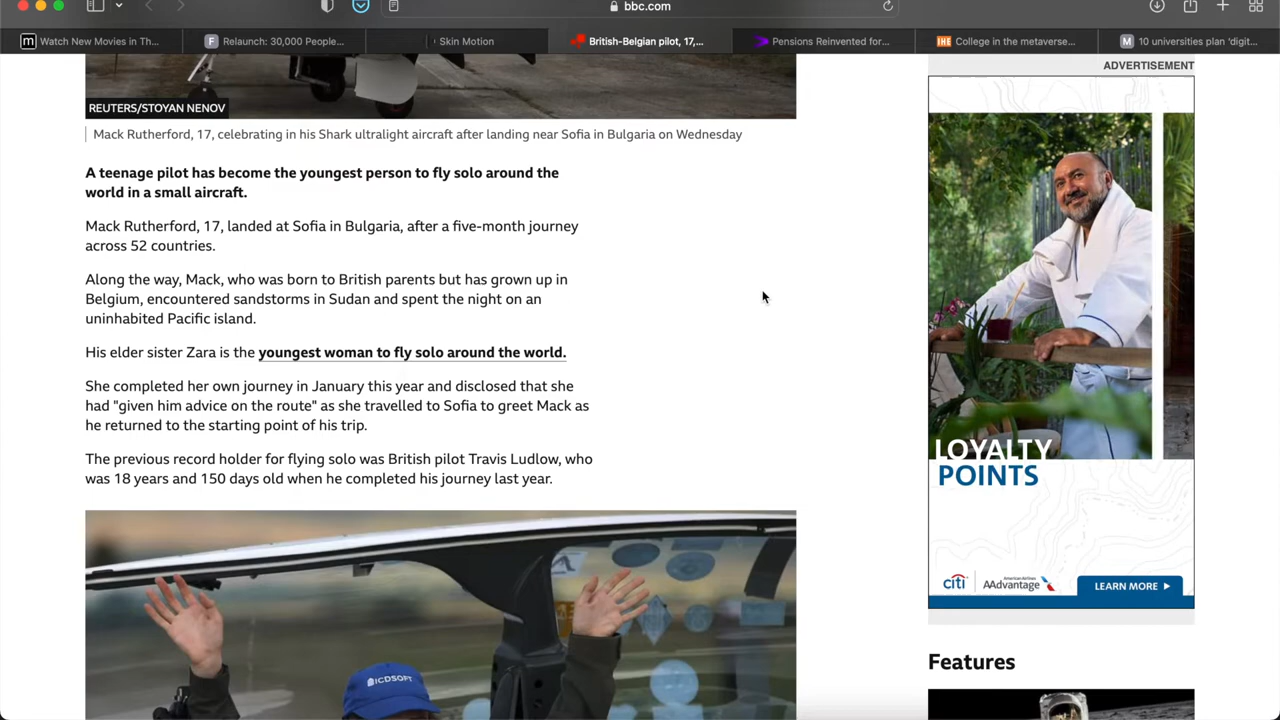 bbc.com
Watch New Movies in Th...
Relaunch: 30,000 People...
Skin Motion
British-Belgian pilot, 17,...
Pensions Reinvented for...
IHE College in the metaverse...
M 10 universities plan 'digit...
ADVERTISEMENT
REUTERS/STOYAN NENOV
Mack Rutherford, 17, celebrating in his Shark ultralight aircraft after landing near Sofia in Bulgaria on Wednesday
A teenage pilot has become the youngest person to fly solo around the
world in a small aircraft.
Mack Rutherford, 17, landed at Sofia in Bulgaria, after a five-month journey
across 52 countries.
Along the way, Mack, who was born to British parents but has grown up in
Belgium, encountered sandstorms in Sudan and spent the night on an
uninhabited Pacific island.
His elder sister Zara is the youngest woman to fly solo around the world.
She completed her own journey in January this year and disclosed that she
had "given him advice on the route" as she travelled to Sofia to greet Mack as
he returned to the starting point of his trip.
The previous record holder for flying solo was British pilot Travis Ludlow, who
was 18 years and 150 days old when he completed his journey last year.
ICDSOFT
LOYALTY
POINTS
citi
American Airlines
AAdvantage
LEARN MORE
Features